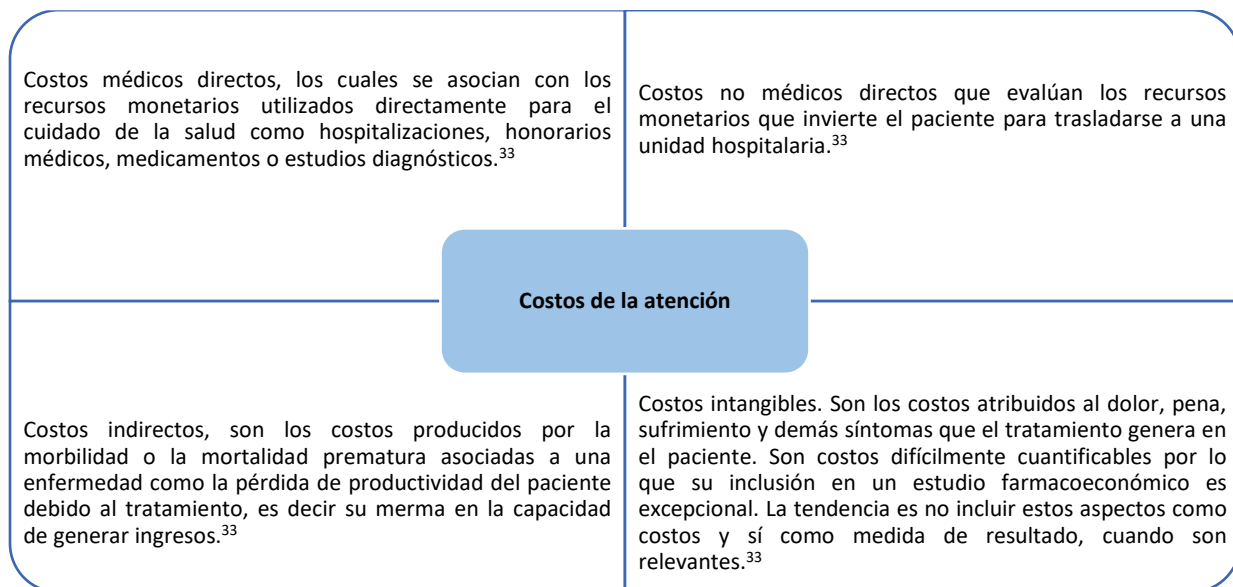 Costos médicos directos, los cuales se asocian con los
recursos monetarios utilizados directamente para el
cuidado de la salud como hospitalizaciones, honorarios
médicos, medicamentos o estudios diagnósticos.³³
Costos no médicos directos que evalúan los recursos
monetarios que invierte el paciente para trasladarse a una
unidad hospitalaria.³³
Costos de la atención
Costos indirectos, son los costos producidos por la
morbilidad o la mortalidad prematura asociadas a una
enfermedad como la pérdida de productividad del paciente
debido al tratamiento, es decir su merma en la capacidad
de generar ingresos.³³
Costos intangibles. Son los costos atribuidos al dolor, pena,
sufrimiento y demás síntomas que el tratamiento genera en
el paciente. Son costos difícilmente cuantificables por lo
que su inclusión en un estudio farmacoeconómico es
excepcional. La tendencia es no incluir estos aspectos como
costos y sí como medida de resultado, cuando son
relevantes.³³